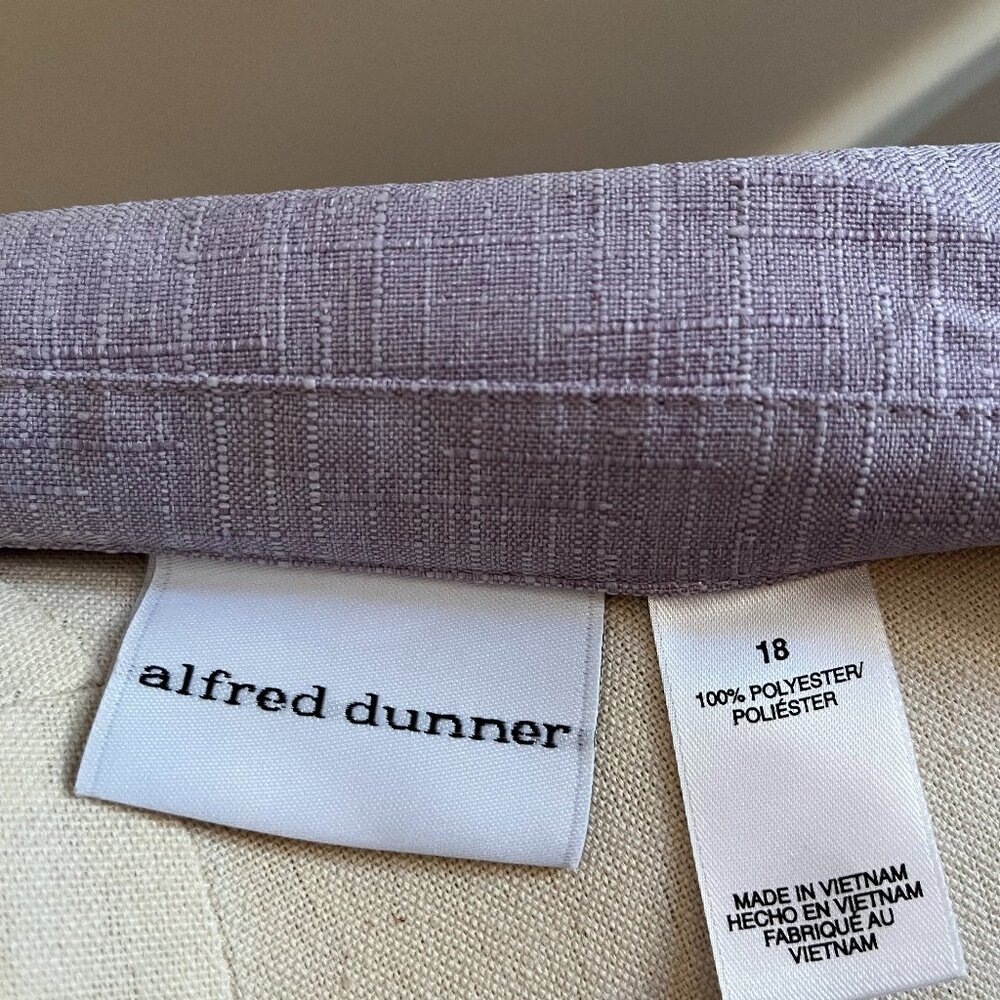 alfred dunner
18
100% POLYESTER/
POLIÉSTER
MADE IN VIETNAM
HECHO EN VIETNAM
FABRIQUÉ AU
VIETNAM